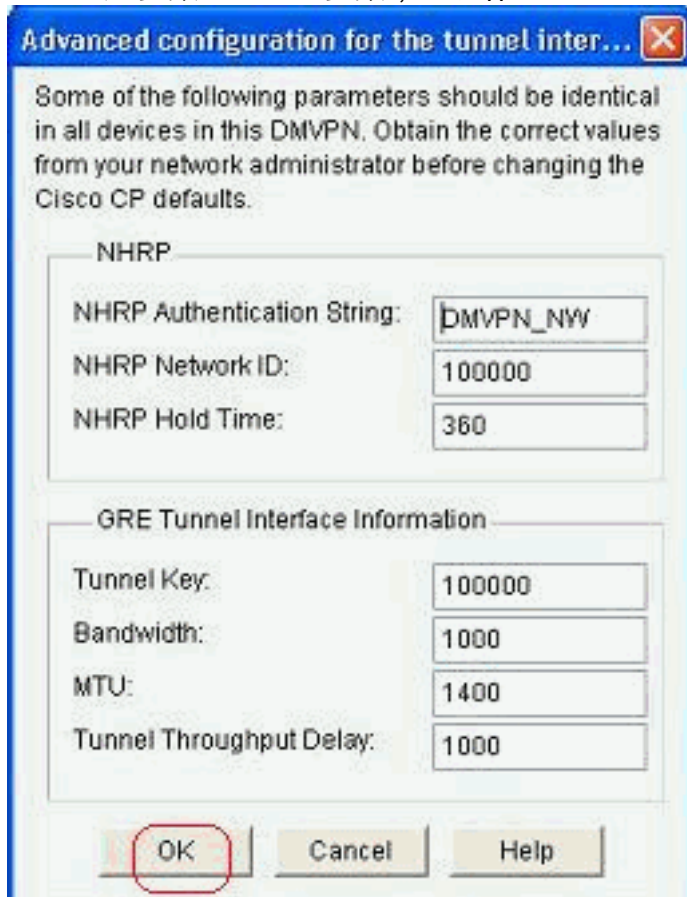 Advanced configuration for the tunnel inter...
Some of the following parameters should be identical
in all devices in this DMVPN. Obtain the correct values
from your network administrator before changing the
Cisco CP defaults.
NHRP
NHRP Authentication String: DMVPN_NW
NHRP Network ID: 100000
NHRP Hold Time: 360
GRE Tunnel Interface Information
Tunnel Key: 100000
Bandwidth: 1000
MTU: 1400
Tunnel Throughput Delay: 1000
OK Cancel Help